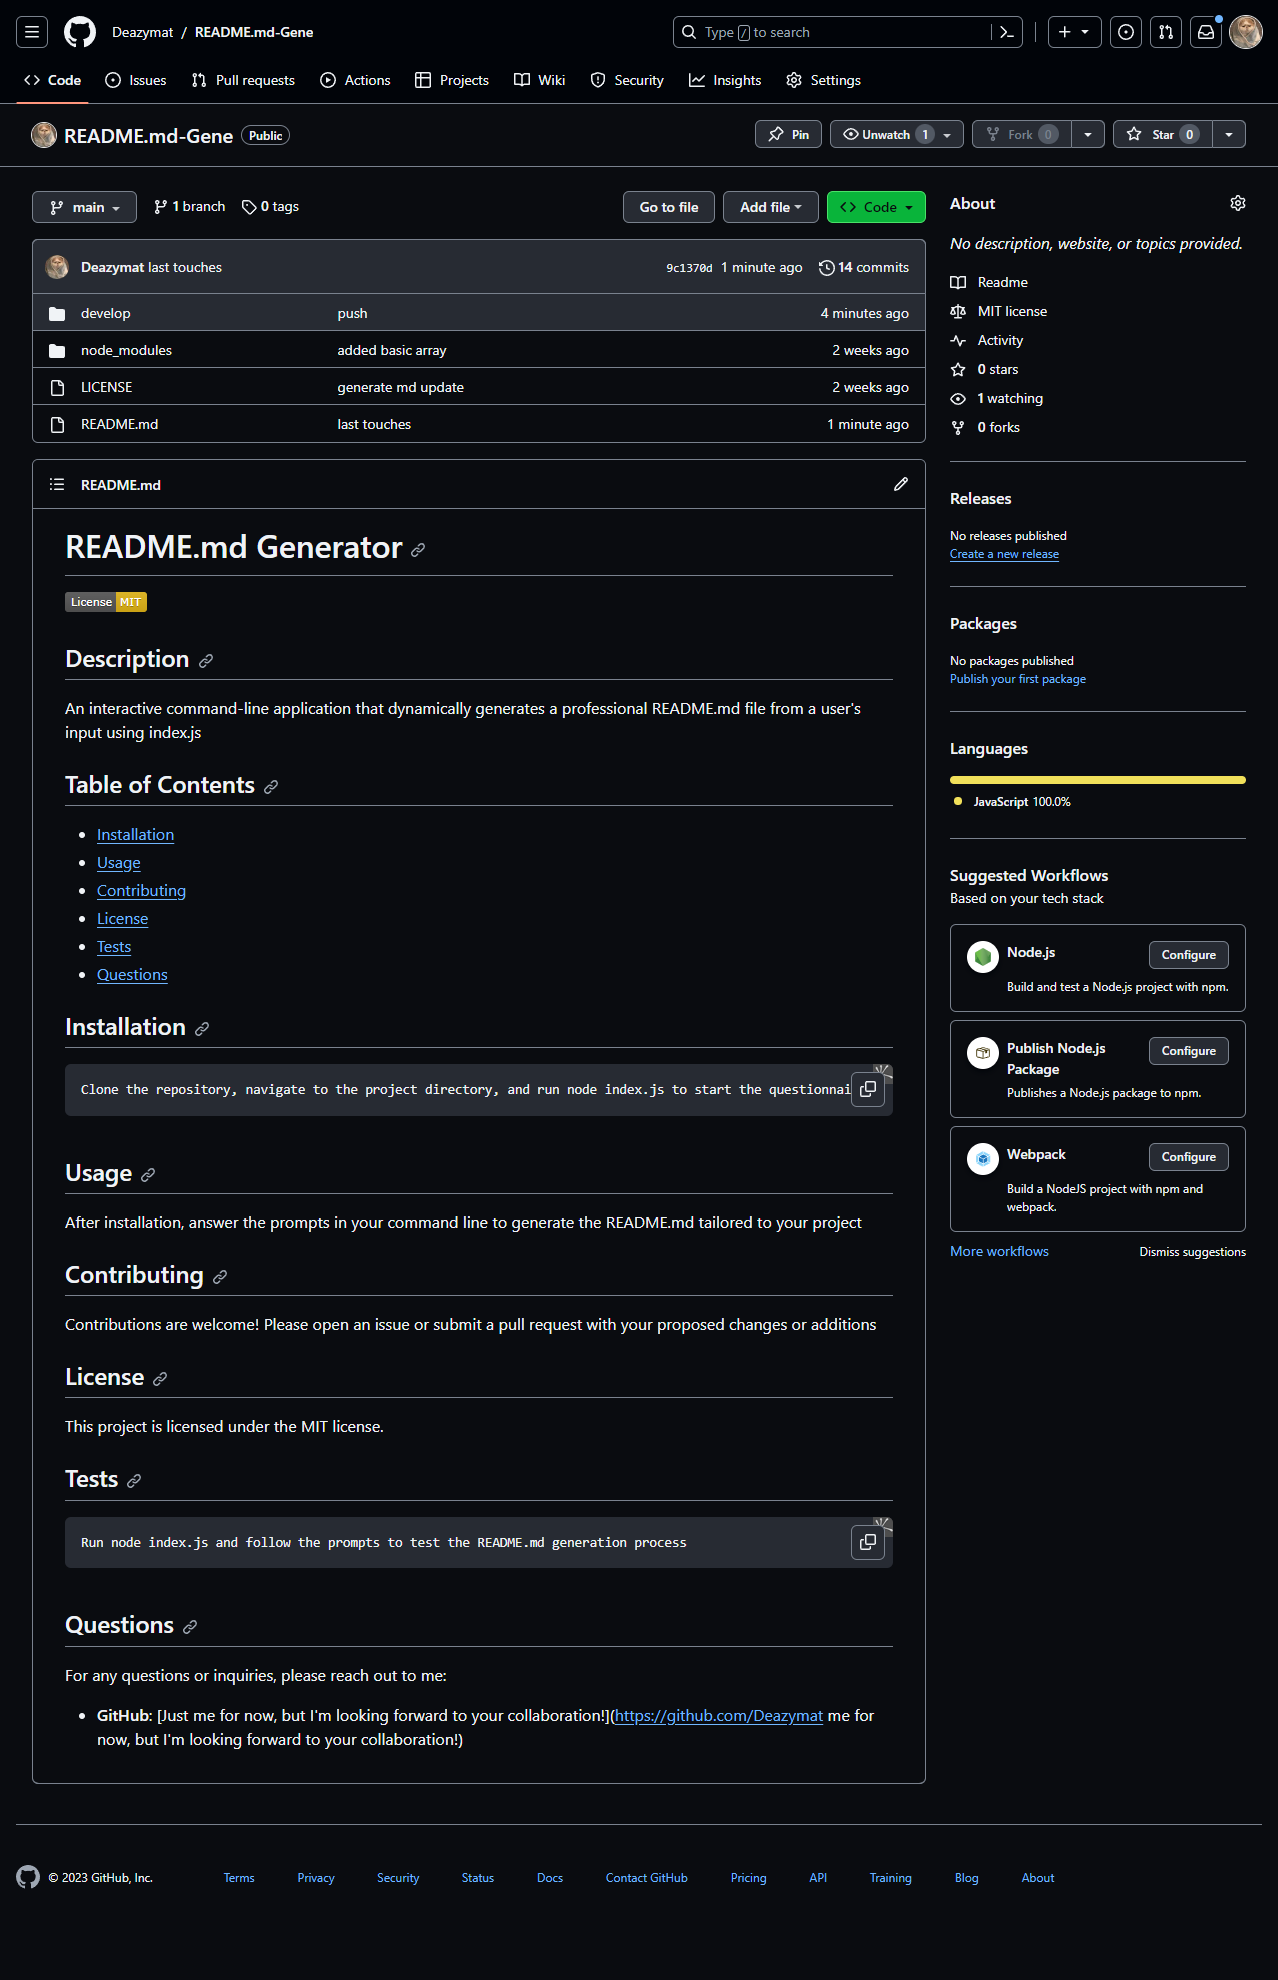 Deazymat / README.md-Gene
Type / to search
Code Issues Pull requests Actions Projects Wiki Security Insights Settings
README.md-Gene Public
Pin Unwatch 1 Fork 0 Star 0
main 1 branch 0 tags
Go to file Add file Code
Deazymat last touches 9c1370d 1 minute ago 14 commits
develop push 4 minutes ago
node_modules added basic array 2 weeks ago
LICENSE generate md update 2 weeks ago
README.md last touches 1 minute ago
README.md
README.md Generator
License MIT
Description
An interactive command-line application that dynamically generates a professional README.md file from a user's
input using index.js
Table of Contents
Installation
Usage
Contributing
License
Tests
Questions
Installation
Clone the repository, navigate to the project directory, and run node index.js to start the questionnai
Usage
After installation, answer the prompts in your command line to generate the README.md tailored to your project
Contributing
Contributions are welcome! Please open an issue or submit a pull request with your proposed changes or additions
License
This project is licensed under the MIT license.
Tests
Run node index.js and follow the prompts to test the README.md generation process
Questions
For any questions or inquiries, please reach out to me:
GitHub: [Just me for now, but I'm looking forward to your collaboration!](https://github.com/Deazymat me for
now, but I'm looking forward to your collaboration!)
About
No description, website, or topics provided.
Readme
MIT license
Activity
0 stars
1 watching
0 forks
Releases
No releases published
Create a new release
Packages
No packages published
Publish your first package
Languages
JavaScript 100.0%
Suggested Workflows
Based on your tech stack
Node.js Configure
Build and test a Node.js project with npm.
Publish Node.js Configure
Package
Publishes a Node.js package to npm.
Webpack Configure
Build a NodeJS project with npm and
webpack.
More workflows Dismiss suggestions
© 2023 GitHub, Inc. Terms Privacy Security Status Docs Contact GitHub Pricing API Training Blog About